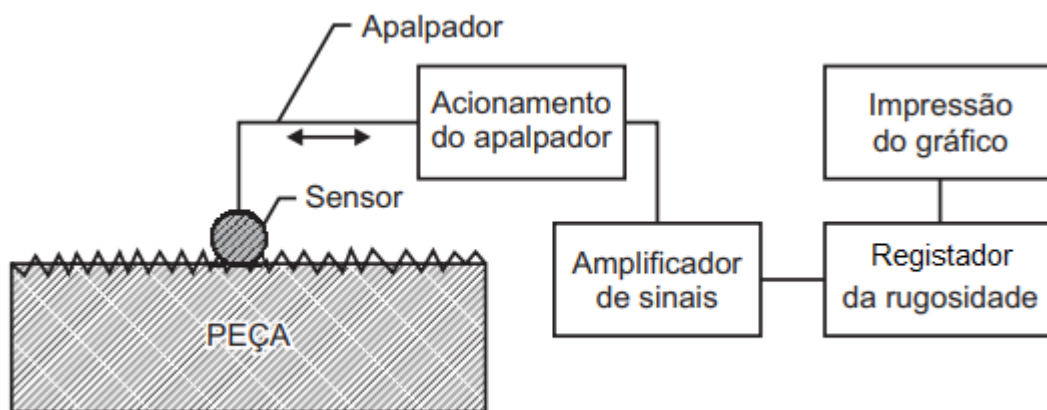 Apalpador
Acionamento
do apalpador
Impressão
do gráfico
Sensor
Amplificador
de sinais
Registador
da rugosidade
PEÇA